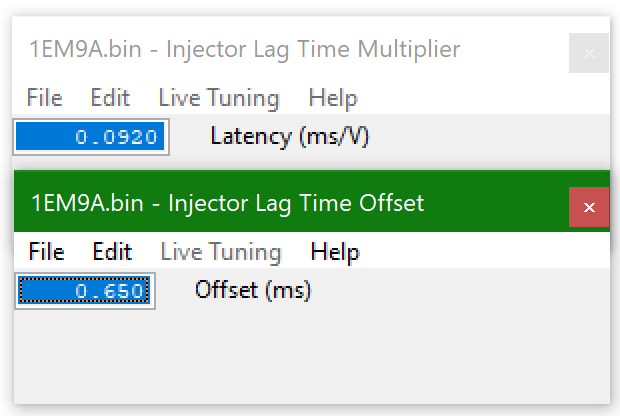 1EM9A.bin - Injector Lag Time Multiplier
×
File Edit Live Tuning Help
0.0920 Latency (ms/V)
1EM9A.bin - Injector Lag Time Offset
×
File Edit Live Tuning Help
0.650 Offset (ms)